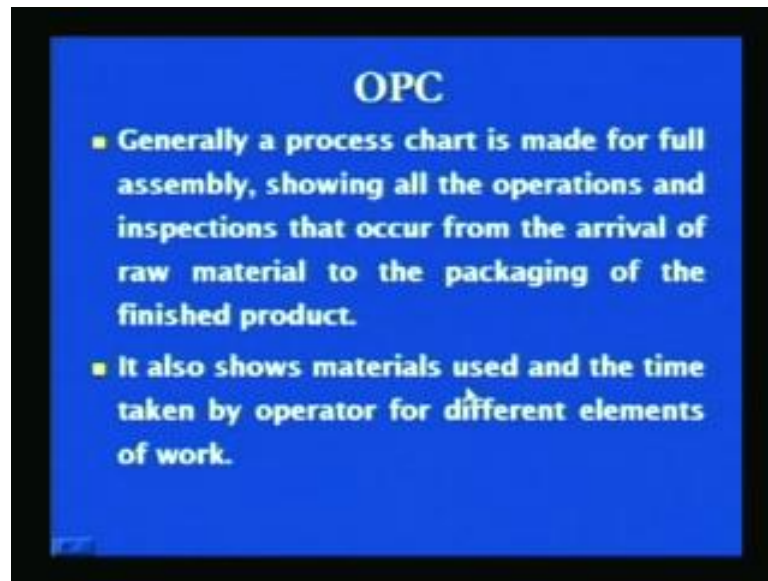 OPC
Generally a process chart is made for full
assembly, showing all the operations and
inspections that occur from the arrival of
raw material to the packaging of the
finished product.
It also shows materials used and the time
taken by operator for different elements
of work.